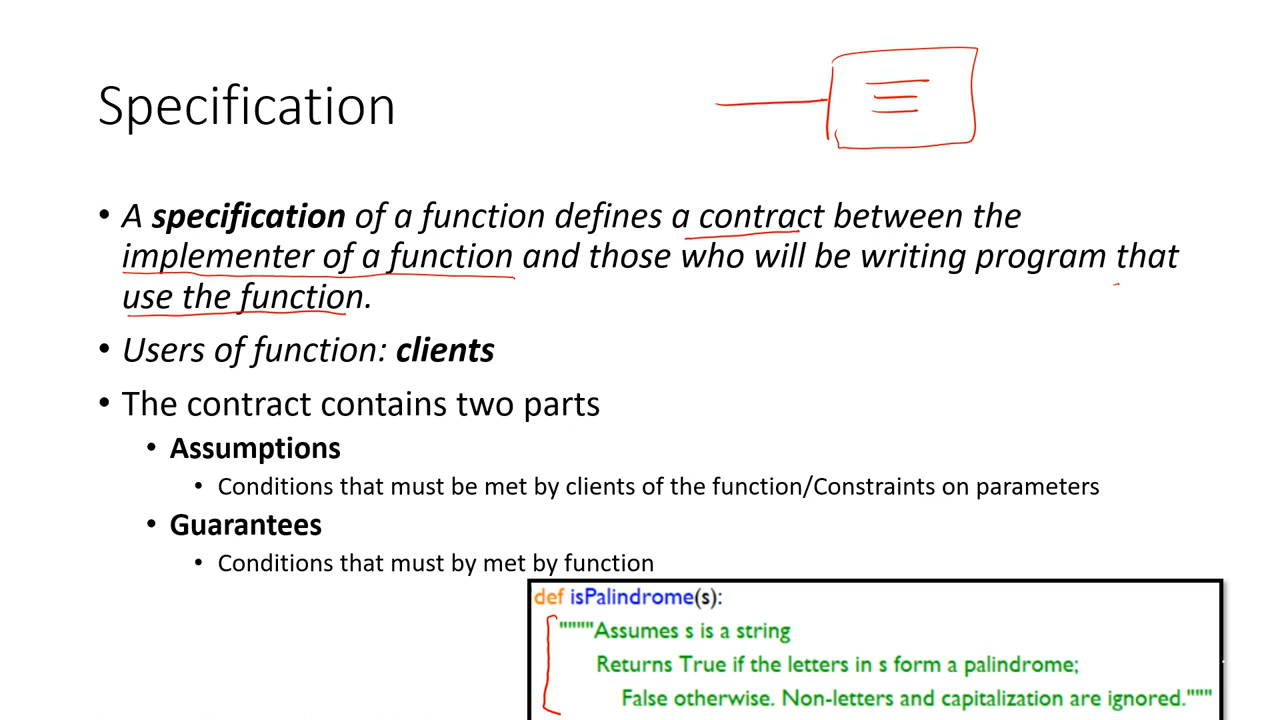 Specification
• A specification of a function defines a contract between the
implementer of a function and those who will be writing program that
use the function.
• Users of function: clients
• The contract contains two parts
• Assumptions
• Conditions that must be met by clients of the function/Constraints on parameters
• Guarantees
• Conditions that must by met by function
def isPalindrome(s):
""""Assumes s is a string
Returns True if the letters in s form a palindrome;
False otherwise. Non-letters and capitalization are ignored."""